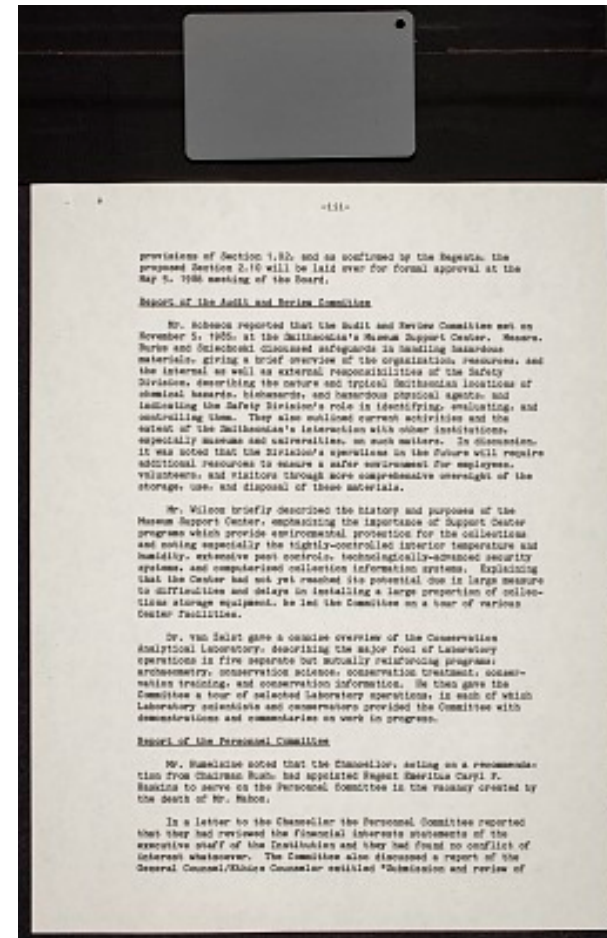 -iii-
provisions of Section 1.02, and as confirmed by the Regents, the
proposed Section 2.10 will be laid over for formal approval at the
May 5, 1986 meeting of the Board.
Report of the Audit and Review Committee
Mr. Hobeson reported that the Audit and Review Committee met on
November 5, 1985, at the Smithsonian's Museum Support Center. Messrs.
Burke and discussed safeguards in handling hazardous
materials, giving a brief overview of the organization, resources, and
the internal as well as external responsibilities of the Safety
Division, describing the nature and typical Smithsonian locations of
chemical hazards, biohazards, and hazardous physical agents, and
indicating the Safety Division's role in identifying, evaluating, and
controlling them. They also outlined current activities and the
extent of the Smithsonian's interaction with other institutions,
especially museums and universities, on such matters. In discussion,
it was noted that the Division's operations in the future will require
additional resources to ensure a safer environment for employees,
volunteers, and visitors through more comprehensive oversight of the
storage, use, and disposal of these materials.
Mr. Wilson briefly described the history and purposes of the
Museum Support Center, emphasizing the importance of Support Center
programs which provide environmental protection for the collections
and noting especially the tightly-controlled interior temperature and
humidity, extensive pest controls, technologically-advanced security
systems, and computerized collection information systems. Explaining
that the Center had not yet reached its potential due in large measure
to difficulties and delays in installing a large proportion of collec-
tions storage equipment, he led the Committee on a tour of various
Center facilities.
Dr. van Zelst gave a concise overview of the Conservation
Analytical Laboratory, describing the major foci of Laboratory
operations in five separate but mutually reinforcing programs:
archaeometry, conservation science, conservation treatment, conser-
vation training, and conservation information. He then gave the
Committee a tour of selected Laboratory operations, in each of which
Laboratory scientists and conservators provided the Committee with
demonstrations and commentaries on work in progress.
Report of the Personnel Committee
Mr. Humelsine noted that the Chancellor, acting on a recommenda-
tion from Chairman Bush, had appointed Regent Emeritus Caryl P.
Haskins to serve on the Personnel Committee in the vacancy created by
the death of Mr. Mahon.
In a letter to the Chancellor the Personnel Committee reported
that they had reviewed the financial interests statements of the
executive staff of the Institution and they had found no conflict of
interest whatsoever. The Committee also discussed a report of the
General Counsel/Ethics Counselor entitled "Submission and review of